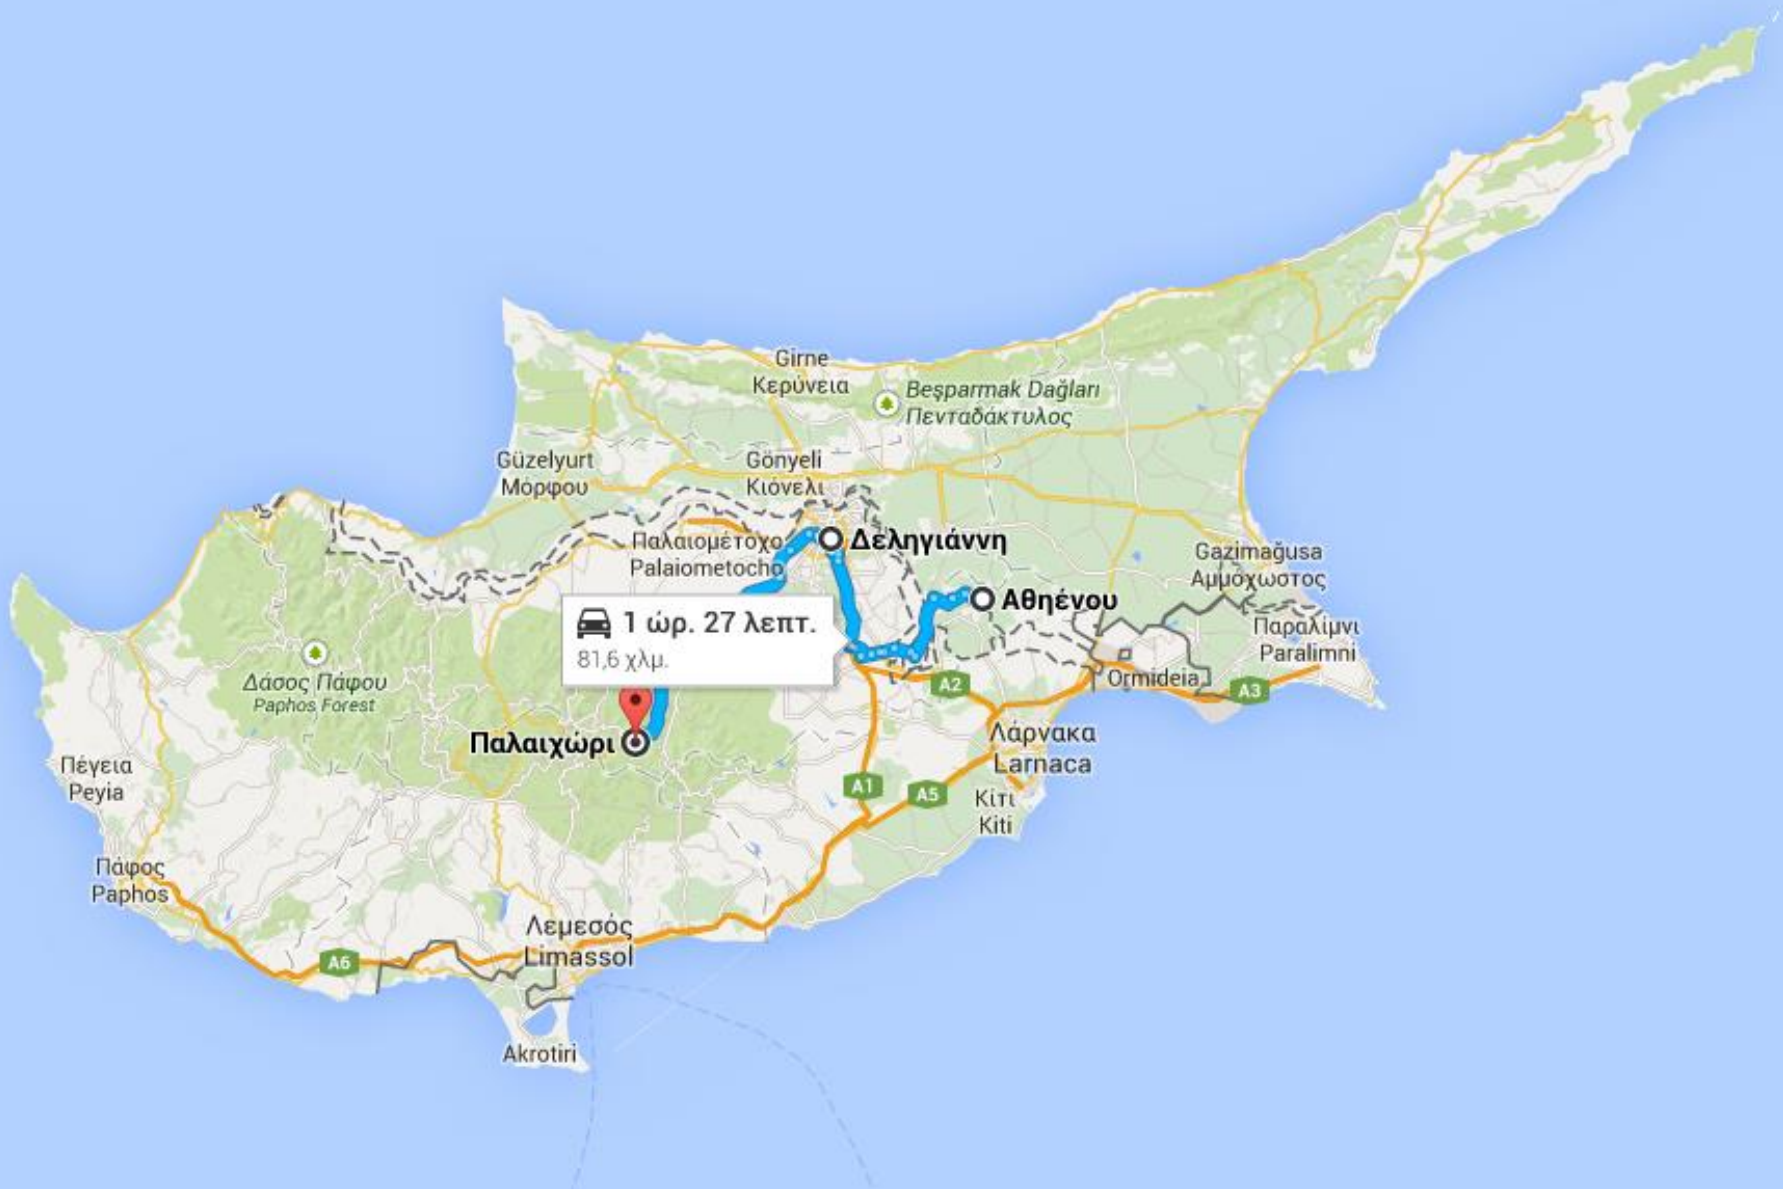 Girne
Κερύνεια
Beşparmak Dağları
Πενταδάκτυλος
Güzelyurt
Μόρφου
Gönyeli
Κιόνελι
Παλαιομέτοχο
Palaiometocho
Δεληγιάννη
Gazimağusa
Αμμόχωστος
Αθηένου
1 ώρ. 27 λεπτ.
81,6 χλμ.
Παραλίμνι
Paralimni
Δάσος Πάφου
Paphos Forest
Ormideia
A2
A3
Παλαιχώρι
Λάρνακα
Larnaca
Πέγεια
Peyia
A1
A5
Κίτι
Kiti
Πάφος
Paphos
Λεμεσός
Limassol
A6
Akrotiri